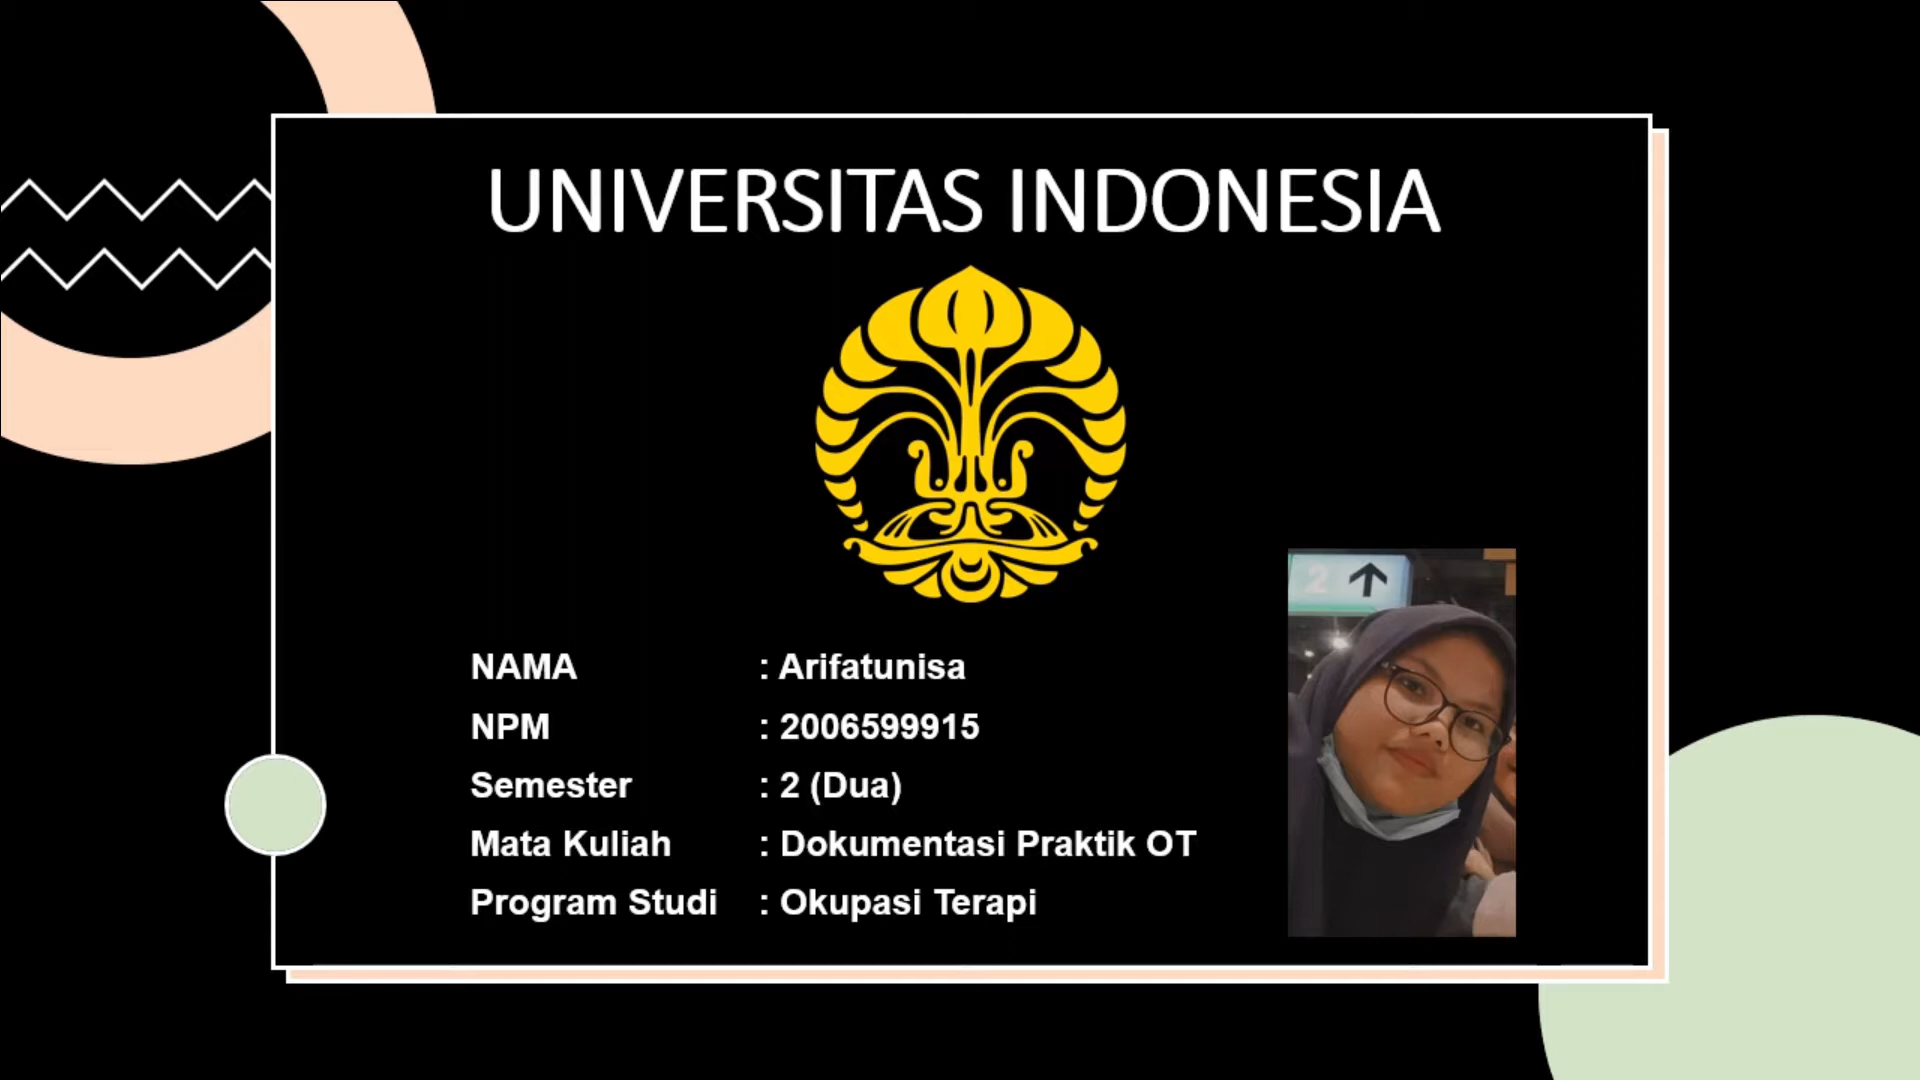 UNIVERSITAS INDONESIA
NAMA : Arifatunisa
NPM : 2006599915
Semester : 2 (Dua)
Mata Kuliah : Dokumentasi Praktik OT
Program Studi : Okupasi Terapi
2